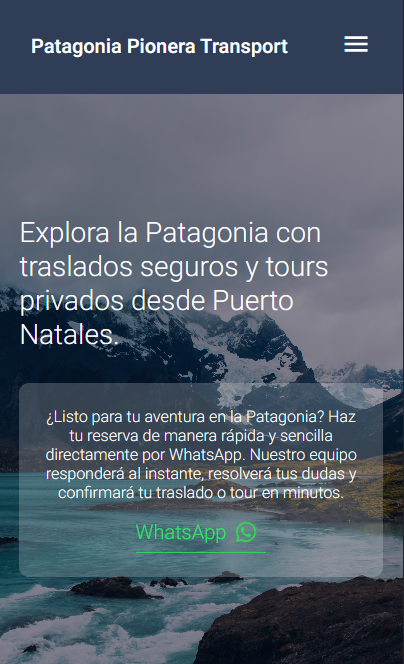 Patagonia Pionera Transport
Explora la Patagonia con
traslados seguros y tours
privados desde Puerto
Natales.
¿Listo para tu aventura en la Patagonia? Haz
tu reserva de manera rápida y sencilla
directamente por WhatsApp. Nuestro equipo
responderá al instante, resolverá tus dudas y
confirmará tu traslado o tour en minutos.
WhatsApp